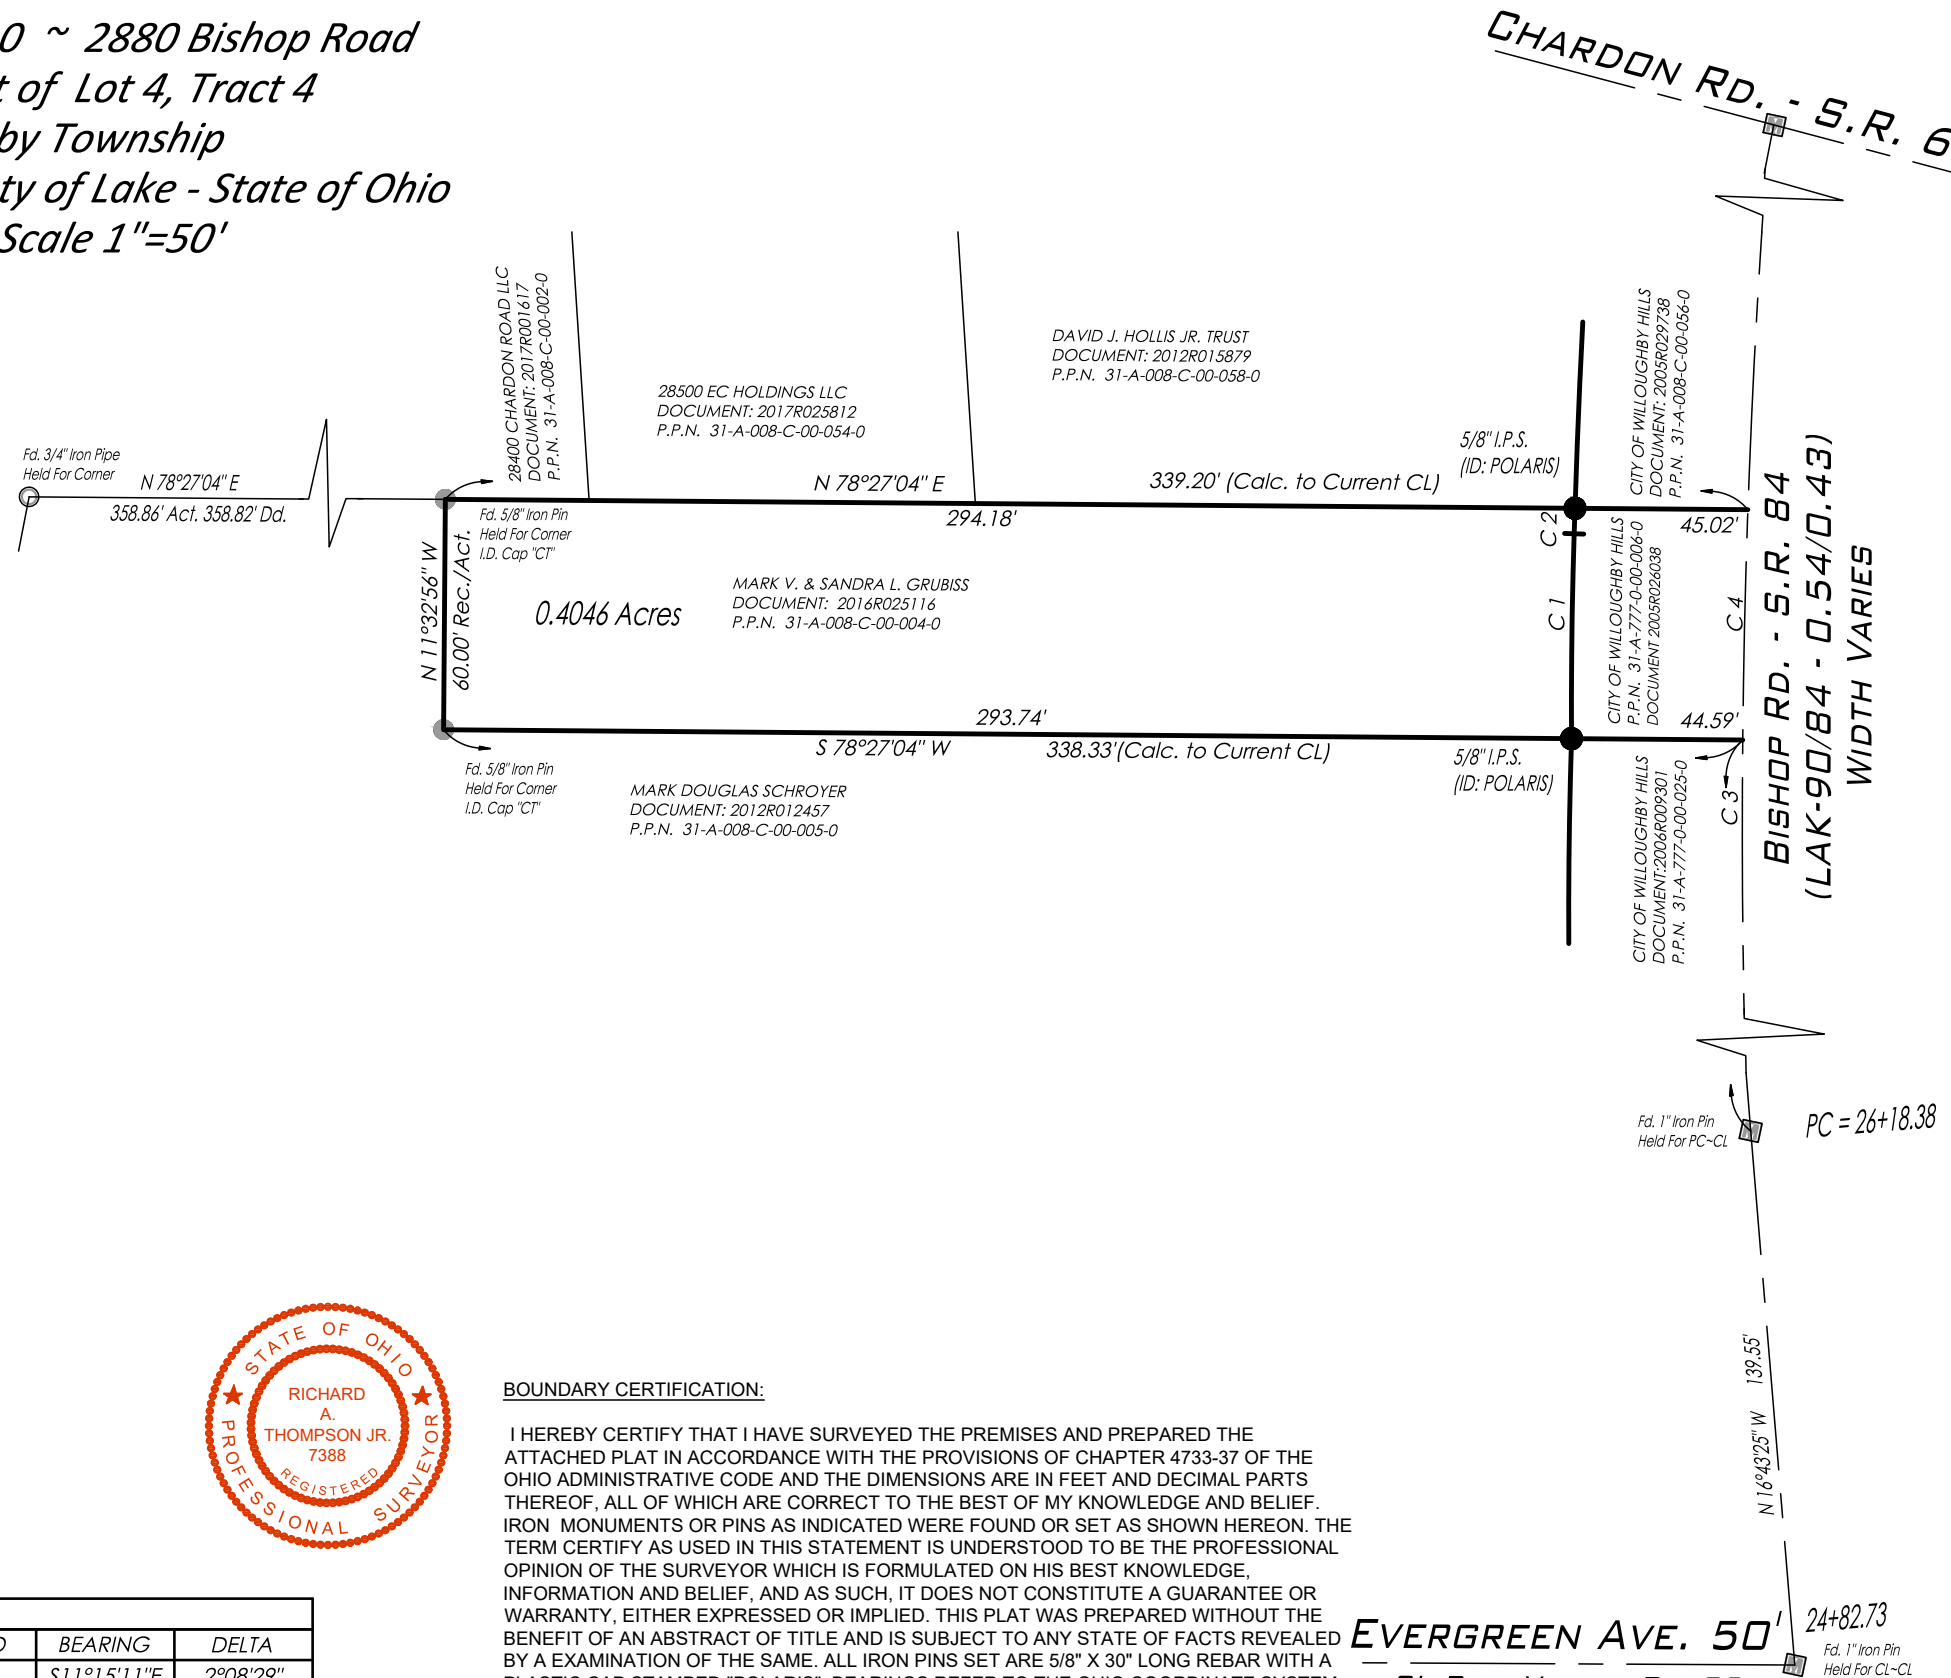 0 ~ 2880 Bishop Road
t of Lot 4, Tract 4
by Township
ty of Lake - State of Ohio
Scale 1"=50'
CHARDON RD. - S.R. 6
28400 CHARDON ROAD LLC
DOCUMENT: 2017R001617
P.P.N. 31-A-008-C-00-002-0
28500 EC HOLDINGS LLC
DOCUMENT: 2017R025812
P.P.N. 31-A-008-C-00-054-0
DAVID J. HOLLIS JR. TRUST
DOCUMENT: 2012R015879
P.P.N. 31-A-008-C-00-058-0
CITY OF WILLOUGHBY HILLS
DOCUMENT: 2005R029738
P.P.N. 31-A-008-C-00-056-0
Fd. 3/4" Iron Pipe
Held For Corner
N 78°27'04" E
358.86' Act. 358.82' Dd.
Fd. 5/8" Iron Pin
Held For Corner
I.D. Cap "CT"
N 78°27'04" E
294.18'
339.20' (Calc. to Current CL)
5/8" I.P.S.
(ID: POLARIS)
45.02'
C 2
C 1
C 4
N 11°32'56" W
60.00' Rec./Act.
0.4046 Acres
MARK V. & SANDRA L. GRUBISS
DOCUMENT: 2016R025116
P.P.N. 31-A-008-C-00-004-0
CITY OF WILLOUGHBY HILLS
P.P.N. 31-A-777-0-00-006-0
DOCUMENT 2005R026038
BISHOP RD. - S.R. 84
(LAK-90/84 - 0.54/0.43)
WIDTH VARIES
293.74'
S 78°27'04" W
338.33'(Calc. to Current CL)
44.59'
5/8" I.P.S.
(ID: POLARIS)
C 3
Fd. 5/8" Iron Pin
Held For Corner
I.D. Cap "CT"
MARK DOUGLAS SCHROYER
DOCUMENT: 2012R012457
P.P.N. 31-A-008-C-00-005-0
CITY OF WILLOUGHBY HILLS
DOCUMENT:2006R009301
P.P.N. 31-A-777-0-00-025-0
Fd. 1" Iron Pin
Held For PC~CL
PC = 26+18.38
N 16°43'25" W 139.55'
STATE OF OHIO
RICHARD
A.
THOMPSON JR.
7388
REGISTERED
PROFESSIONAL SURVEYOR
BOUNDARY CERTIFICATION:
I HEREBY CERTIFY THAT I HAVE SURVEYED THE PREMISES AND PREPARED THE
ATTACHED PLAT IN ACCORDANCE WITH THE PROVISIONS OF CHAPTER 4733-37 OF THE
OHIO ADMINISTRATIVE CODE AND THE DIMENSIONS ARE IN FEET AND DECIMAL PARTS
THEREOF, ALL OF WHICH ARE CORRECT TO THE BEST OF MY KNOWLEDGE AND BELIEF.
IRON MONUMENTS OR PINS AS INDICATED WERE FOUND OR SET AS SHOWN HEREON. THE
TERM CERTIFY AS USED IN THIS STATEMENT IS UNDERSTOOD TO BE THE PROFESSIONAL
OPINION OF THE SURVEYOR WHICH IS FORMULATED ON HIS BEST KNOWLEDGE,
INFORMATION AND BELIEF, AND AS SUCH, IT DOES NOT CONSTITUTE A GUARANTEE OR
WARRANTY, EITHER EXPRESSED OR IMPLIED. THIS PLAT WAS PREPARED WITHOUT THE
BENEFIT OF AN ABSTRACT OF TITLE AND IS SUBJECT TO ANY STATE OF FACTS REVEALED
BY A EXAMINATION OF THE SAME. ALL IRON PINS SET ARE 5/8" X 30" LONG REBAR WITH A
PLASTIC CAP STAMPED "POLARIS". BEARINGS REFER TO THE OHIO COORDINATE SYSTEM
EVERGREEN AVE. 50'
24+82.73
Fd. 1" Iron Pin
Held For CL~CL
BEARING DELTA
S11°15'11"E 2°08'29"